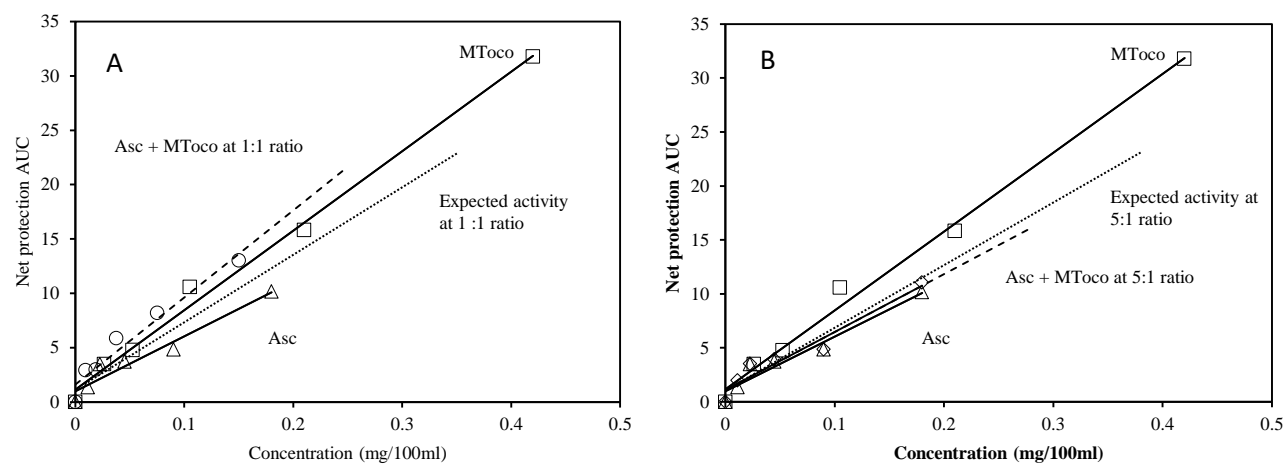 35
30
25
20
15
10
5
0
Net protection AUC
A
MToco
Asc + MToco at 1:1 ratio
Expected activity
at 1 :1 ratio
Asc
0
0.1
0.2
0.3
0.4
0.5
Concentration (mg/100ml)
35
30
25
20
15
10
5
0
Net protection AUC
B
MToco
Expected activity at
5:1 ratio
Asc + MToco at 5:1 ratio
Asc
0
0.1
0.2
0.3
0.4
0.5
Concentration (mg/100ml)